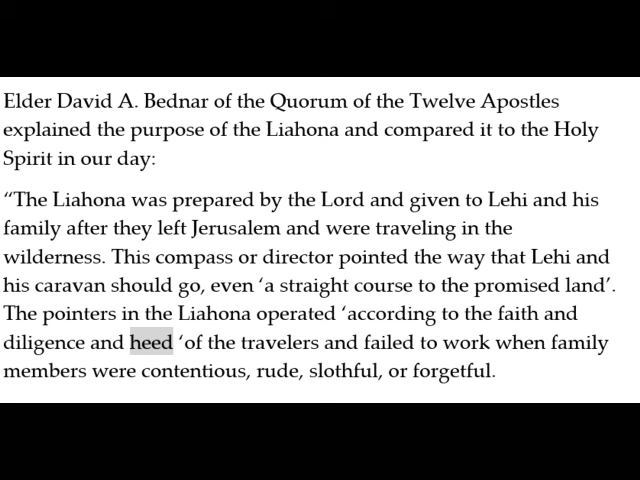 Elder David A. Bednar of the Quorum of the Twelve Apostles
explained the purpose of the Liahona and compared it to the Holy
Spirit in our day:
“The Liahona was prepared by the Lord and given to Lehi and his
family after they left Jerusalem and were traveling in the
wilderness. This compass or director pointed the way that Lehi and
his caravan should go, even ‘a straight course to the promised land’.
The pointers in the Liahona operated ‘according to the faith and
diligence and heed ‘of the travelers and failed to work when family
members were contentious, rude, slothful, or forgetful.